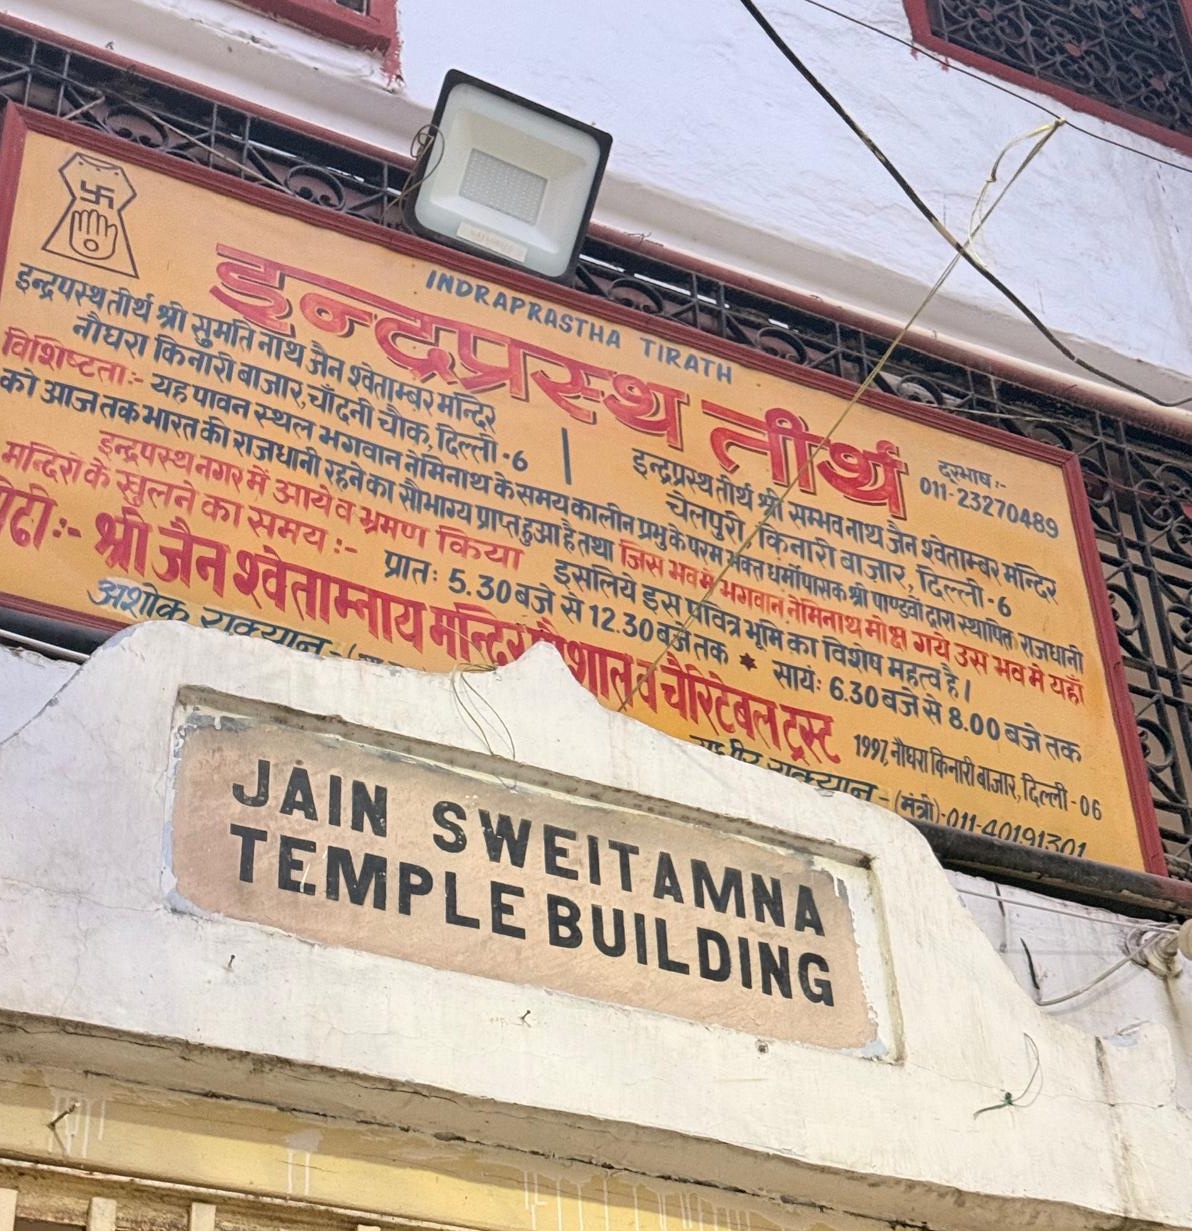 INDRAPRASTHA TIRATH
इन्द्रप्रस्थ तीर्थ
दूरभाष:-
011-23270489
इन्द्रप्रस्थ तीर्थ श्री सुमति नाथ जैन श्वेताम्बर मन्दिर
नौघरा किनारी बाजार, चाँदनी चौक, दिल्ली -6
इन्द्रप्रस्थ तीर्थ श्री सम्भव नाथ जैन श्वेताम्बर मन्दिर
चेलपुरी किनारी बाजार, दिल्ली -6
विशिष्टता:- यह पावन स्थल भगवान नेमिनाथ के समय कालीन प्रभु के परम भक्त धर्मोपासक श्री पाण्डवों द्वारा स्थापित राजधानी
को आज तक भारत की राजधानी रहने का सौभाग्य प्राप्त हुआ है तथा जिस भव में भगवान नेमिनाथ मोक्ष गये उस भव मे यहाँ
इन्द्रप्रस्थ नगर में आये व भ्रमण किया इसलिये इस पवित्र भूमि का विशेष महत्व है।
मन्दिरों के खुलने का समय :- प्रातः 5.30 बजे से 12.30 बजे तक ★ सायं: 6.30 बजे से 8.00 बजे तक
श्री जैन श्वेताम्नाय मन्दिर पौशाल व चैरिटेबल ट्रस्ट 1997, नौघरा किनारी बाजार, दिल्ली -06
अशोक राक्यान - राक्यान - (मंत्री)-011-40191301
JAIN SWEITAMNA
TEMPLE BUILDING